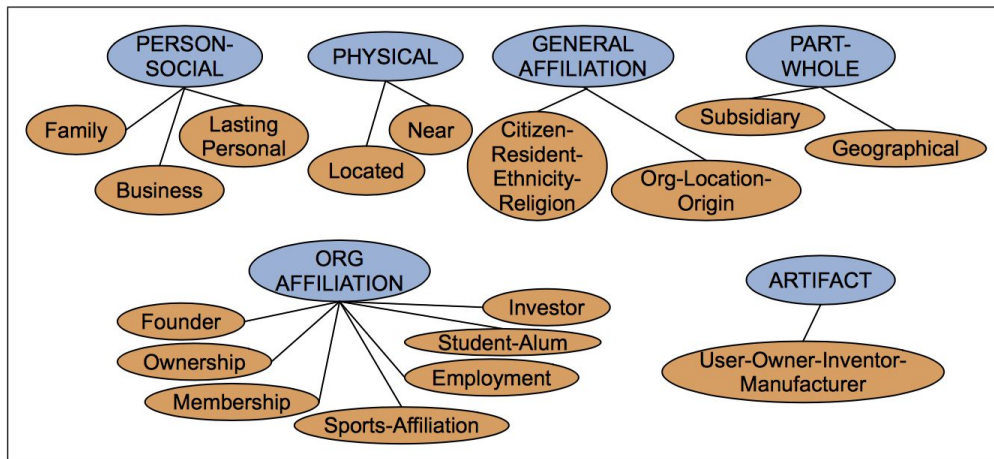 PERSON-
SOCIAL
PHYSICAL
GENERAL
AFFILIATION
PART-
WHOLE
Family
Lasting
Personal
Business
Near
Located
Citizen-
Resident-
Ethnicity-
Religion
Org-Location-
Origin
Subsidiary
Geographical
ORG
AFFILIATION
ARTIFACT
Founder
Ownership
Membership
Sports-Affiliation
Investor
Student-Alum
Employment
User-Owner-Inventor-
Manufacturer